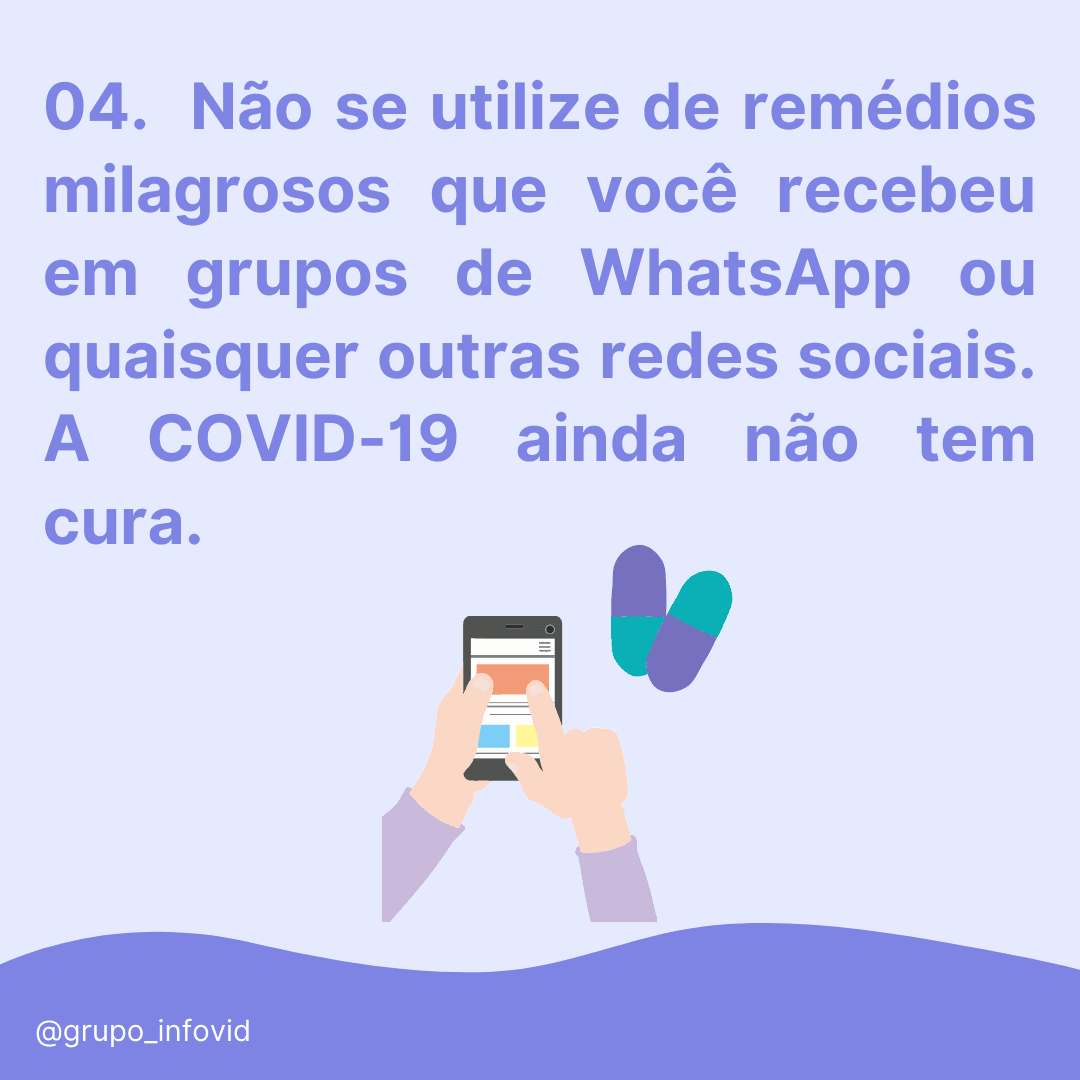 04. Não se utilize de remédios
milagrosos que você recebeu
em grupos de WhatsApp ou
quaisquer outras redes sociais.
A COVID-19 ainda não tem
cura.
@grupo_infovid